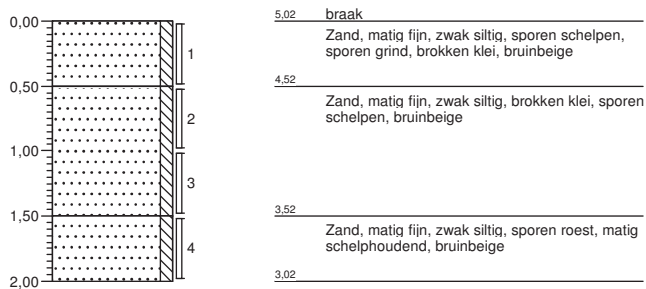 0,00
0,50
1,00
1,50
2,00
1
2
3
4
5,02 braak
Zand, matig fijn, zwak siltig, sporen schelpen,
sporen grind, brokken klei, bruinbeige
4,52
Zand, matig fijn, zwak siltig, brokken klei, sporen
schelpen, bruinbeige
3,52
Zand, matig fijn, zwak siltig, sporen roest, matig
schelphoudend, bruinbeige
3,02